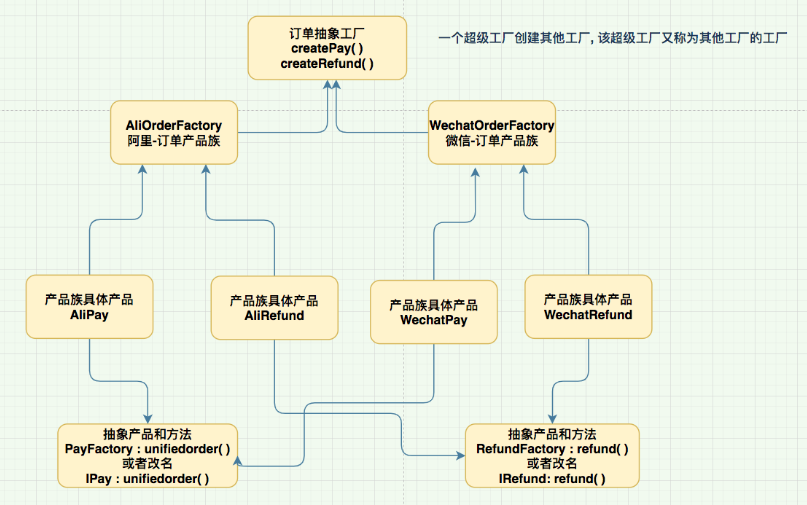 订单抽象工厂
createPay( )
createRefund( )
一个超级工厂创建其他工厂, 该超级工厂又称为其他工厂的工厂
AliOrderFactory
阿里-订单产品族
WechatOrderFactory
微信-订单产品族
产品族具体产品
AliPay
产品族具体产品
AliRefund
产品族具体产品
WechatPay
产品族具体产品
WechatRefund
抽象产品和方法
PayFactory : unifiedorder( )
或者改名
IPay : unifiedorder( )
抽象产品和方法
RefundFactory : refund( )
或者改名
IRefund: refund( )